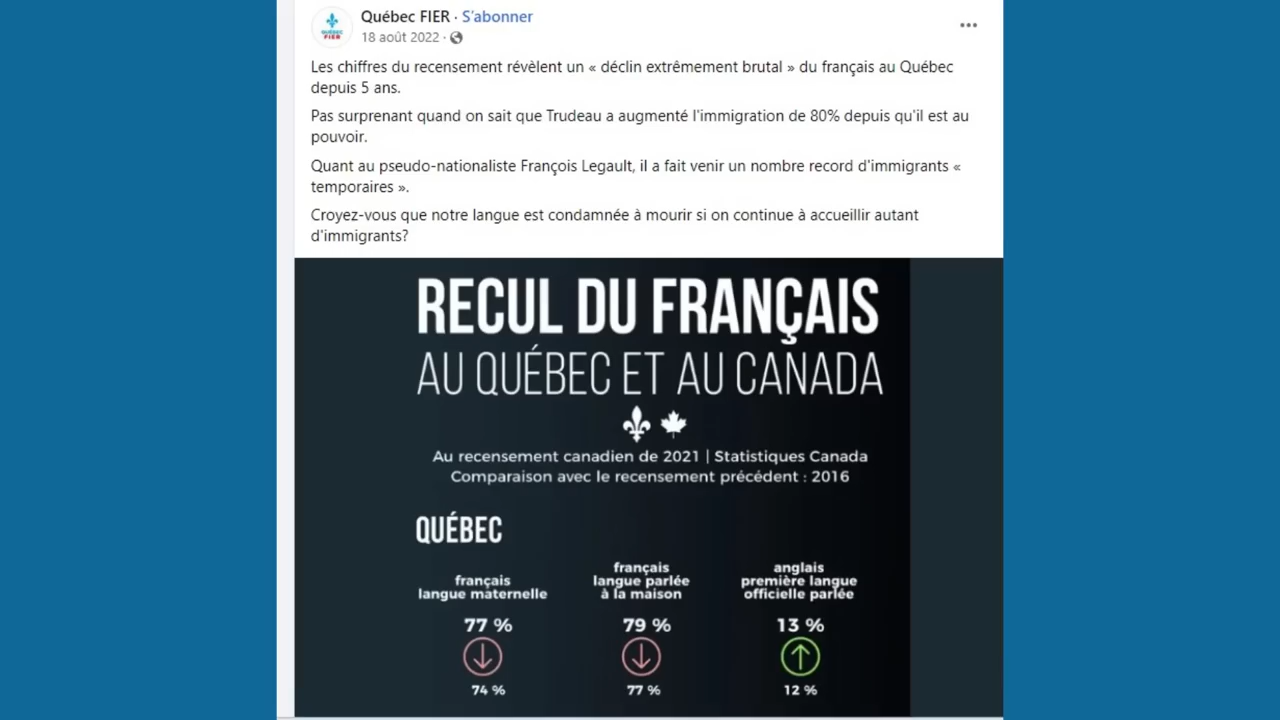 Québec FIER · S'abonner
18 août 2022 ·
QUÉBEC
FIER
Les chiffres du recensement révèlent un « déclin extrêmement brutal » du français au Québec
depuis 5 ans.
Pas surprenant quand on sait que Trudeau a augmenté l'immigration de 80% depuis qu'il est au
pouvoir.
Quant au pseudo-nationaliste François Legault, il a fait venir un nombre record d'immigrants «
temporaires ».
Croyez-vous que notre langue est condamnée à mourir si on continue à accueillir autant
d'immigrants?
RECUL DU FRANÇAIS
AU QUÉBEC ET AU CANADA
Au recensement canadien de 2021 | Statistiques Canada
Comparaison avec le recensement précédent : 2016
QUÉBEC
français
langue maternelle
77 %
74 %
français
langue parlée
à la maison
79 %
77 %
anglais
première langue
officielle parlée
13 %
12 %